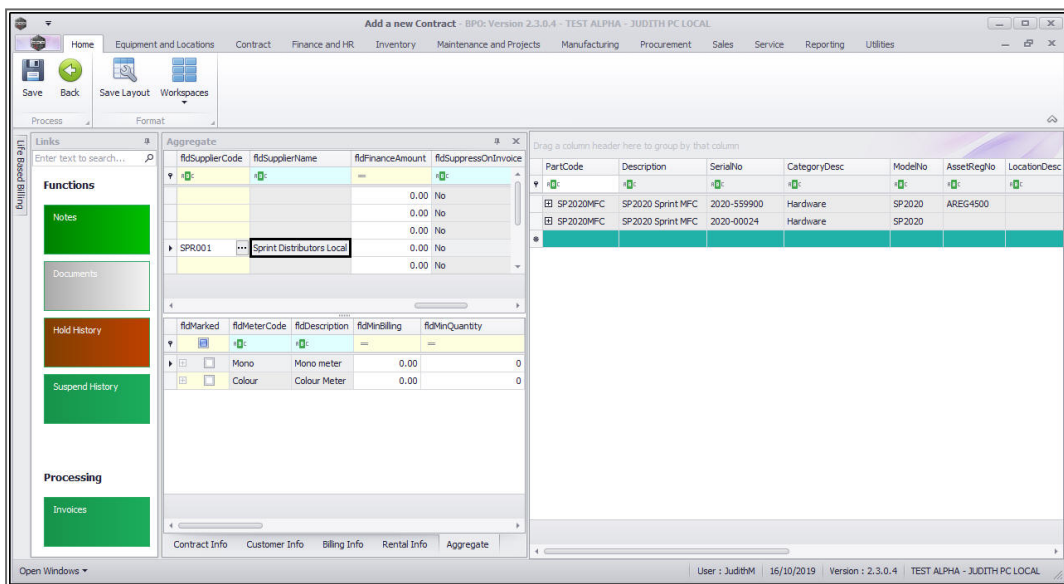 Add a new Contract - BPO: Version 2.3.0.4 - TEST ALPHA - JUDITH PC LOCAL
Home Equipment and Locations Contract Finance and HR Inventory Maintenance and Projects Manufacturing Procurement Sales Service Reporting Utilities
Save Back Save Layout Workspaces
Process Format
Life Based Billing
Links
Enter text to search...
Functions
Notes
Documents
Hold History
Suspend History
Processing
Invoices
Aggregate
fldSupplierCode fldSupplierName fldFinanceAmount fldSuppressOnInvoice
0.00 No
0.00 No
0.00 No
SPR001 ... Sprint Distributors Local 0.00 No
0.00 No
fldMarked fldMeterCode fldDescription fldMinBilling fldMinQuantity
Mono Mono meter 0.00 0
Colour Colour Meter 0.00 0
Contract Info Customer Info Billing Info Rental Info Aggregate
Drag a column header here to group by that column
PartCode Description SerialNo CategoryDesc ModelNo AssetRegNo LocationDesc
SP2020MFC SP2020 Sprint MFC 2020-559900 Hardware SP2020 AREG4500
SP2020MFC SP2020 Sprint MFC 2020-00024 Hardware SP2020
Open Windows User : JudithM 16/10/2019 Version : 2.3.0.4 TEST ALPHA - JUDITH PC LOCAL